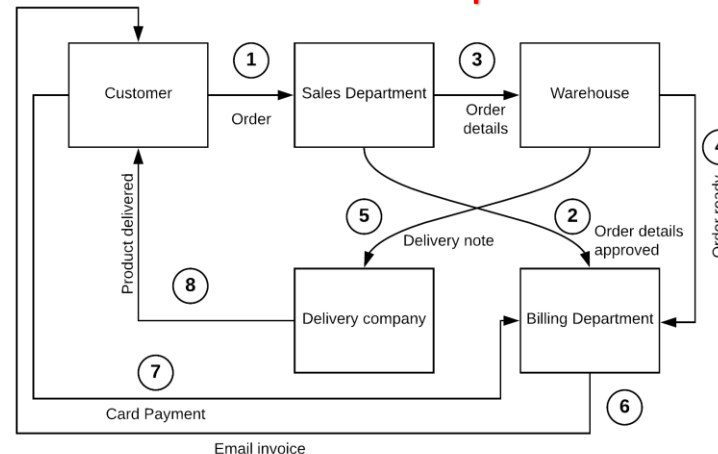 1
3
Customer
Sales Department
Warehouse
Order
Order
details
4
Order ready
Product delivered
5
2
Delivery note
Order details
approved
8
Delivery company
Billing Department
7
6
Card Payment
Email invoice